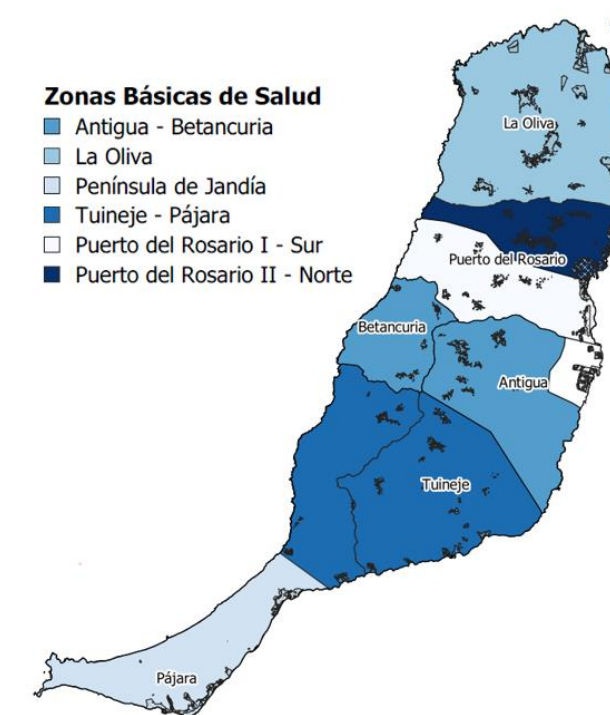 Zonas Básicas de Salud
Antigua - Betancuria
La Oliva
Península de Jandía
Tuineje - Pájara
Puerto del Rosario I - Sur
Puerto del Rosario II - Norte
La Oliva
Puerto del Rosario
Betancuria
Antigua
Tuineje
Pájara